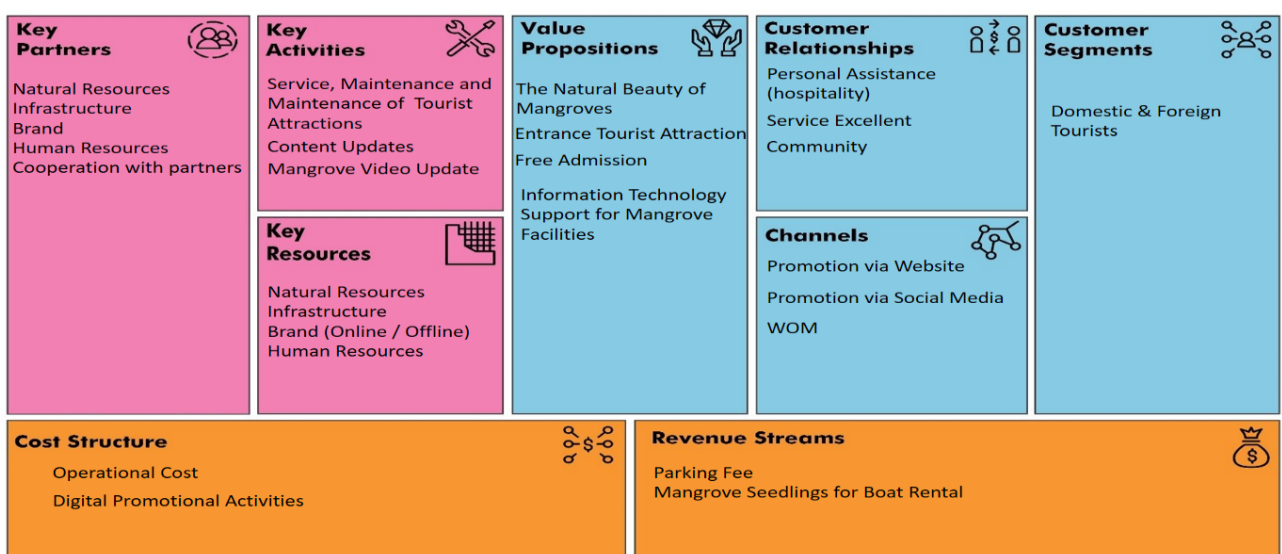 Key
Partners
Natural Resources
Infrastructure
Brand
Human Resources
Cooperation with partners
Key
Activities
Service, Maintenance and
Maintenance of Tourist
Attractions
Content Updates
Mangrove Video Update
Key
Resources
Natural Resources
Infrastructure
Brand (Online / Offline)
Human Resources
Value
Propositions
The Natural Beauty of
Mangroves
Entrance Tourist Attraction
Free Admission
Information Technology
Support for Mangrove
Facilities
Customer
Relationships
Personal Assistance
(hospitality)
Service Excellent
Community
Channels
Promotion via Website
Promotion via Social Media
WOM
Customer
Segments
Domestic & Foreign
Tourists
Cost Structure
Operational Cost
Digital Promotional Activities
Revenue Streams
Parking Fee
Mangrove Seedlings for Boat Rental